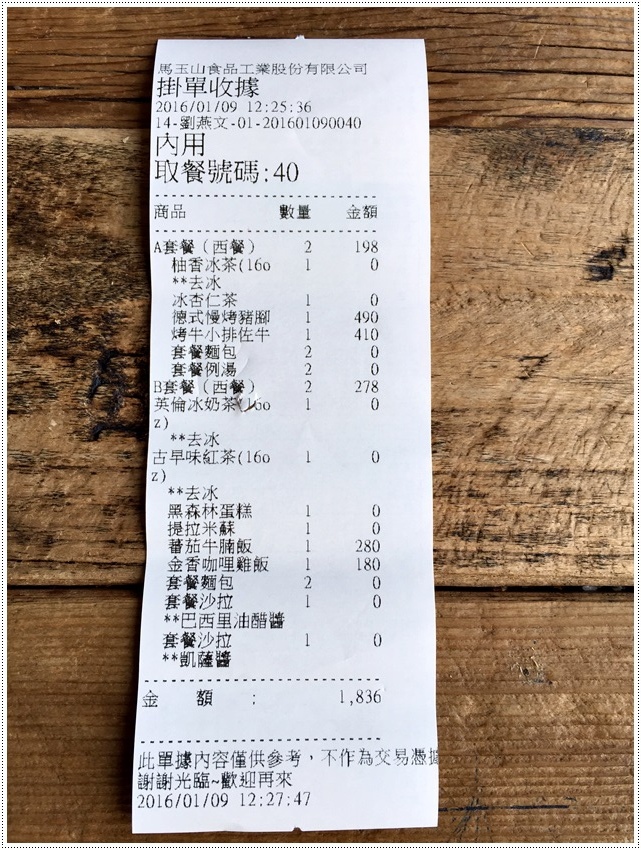 馬玉山食品工業股份有限公司
掛單收據
2016/01/09 12:25:36
14-劉燕文-01-201601090040
內用
取餐號碼:40
商品 數量 金額
A套餐(西餐) 2 198
柚香冰茶(16o 1 0
**去冰
冰杏仁茶 1 0
德式慢烤豬腳 1 490
烤牛小排佐牛 1 410
套餐麵包 2 0
套餐例湯 2 0
B套餐(西餐) 2 278
英倫冰奶茶(16o 1 0
z)
**去冰
古早味紅茶(16o 1 0
z)
**去冰
黑森林蛋糕 1 0
提拉米蘇 1 0
蕃茄牛腩飯 1 280
金香咖哩雞飯 1 180
套餐麵包 2 0
套餐沙拉 1 0
**巴西里油醋醬
套餐沙拉 1 0
**凱薩醬
金 額 : 1,836
此單據內容僅供參考，不作為交易憑據
謝謝光臨~歡迎再來
2016/01/09 12:27:47